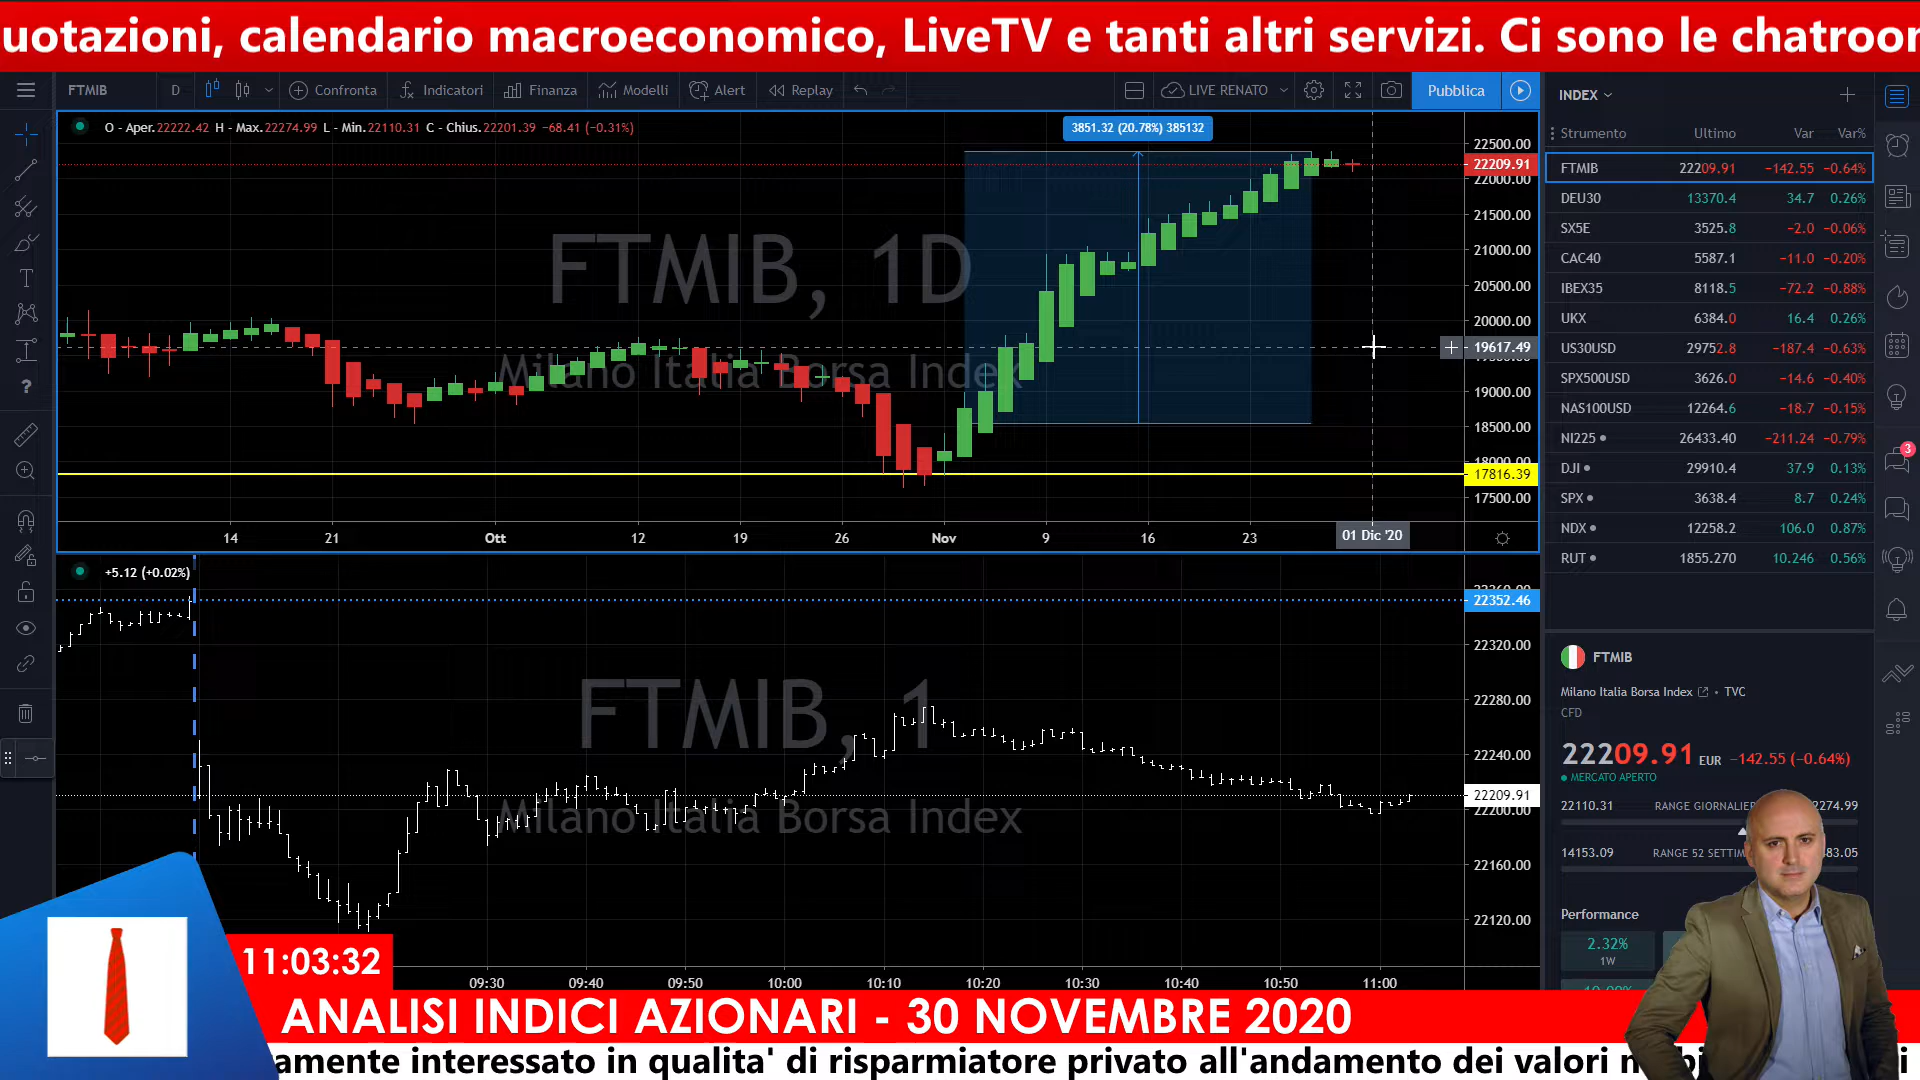 uotazioni, calendario macroeconomico, LiveTV e tanti altri servizi. Ci sono le chatroo
FTMIB D Confronta Indicatori Finanza Modelli Alert Replay LIVE RENATO Pubblica
O - Aper.22222.42 H - Max.22274.99 L - Min.22110.31 C - Chius.22201.39 -68.41 (-0.31%)
3851.32 (20.78%) 385132
FTMIB, 1D
Milano Italia Borsa Index
22500.00
22209.91
22000.00
21500.00
21000.00
20500.00
20000.00
19617.49
19000.00
18500.00
18000.00
17816.39
17500.00
14 21 Ott 12 19 26 Nov 9 16 23 01 Dic '20
+5.12 (+0.02%)
FTMIB, 1
Milano Italia Borsa Index
22360.00
22352.46
22320.00
22280.00
22240.00
22209.91
22200.00
22160.00
22120.00
09:30 09:40 09:50 10:00 10:10 10:20 10:30 10:40 10:50 11:00
INDEX
Strumento Ultimo Var Var%
FTMIB 22209.91 -142.55 -0.64%
DEU30 13370.4 34.7 0.26%
SX5E 3525.8 -2.0 -0.06%
CAC40 5587.1 -11.0 -0.20%
IBEX35 8118.5 -72.2 -0.88%
UKX 6384.0 16.4 0.26%
US30USD 29752.8 -187.4 -0.63%
SPX500USD 3626.0 -14.6 -0.40%
NAS100USD 12264.6 -18.7 -0.15%
NI225 26433.40 -211.24 -0.79%
DJI 29910.4 37.9 0.13%
SPX 3638.4 8.7 0.24%
NDX 12258.2 106.0 0.87%
RUT 1855.270 10.246 0.56%
3
FTMIB
Milano Italia Borsa Index • TVC
CFD
22209.91 EUR -142.55 (-0.64%)
MERCATO APERTO
22110.31 RANGE GIORNALIER 2274.99
14153.09 RANGE 52 SETTIM 83.05
Performance
2.32%
1W
11:03:32
ANALISI INDICI AZIONARI - 30 NOVEMBRE 2020
amente interessato in qualita' di risparmiatore privato all'andamento dei valori